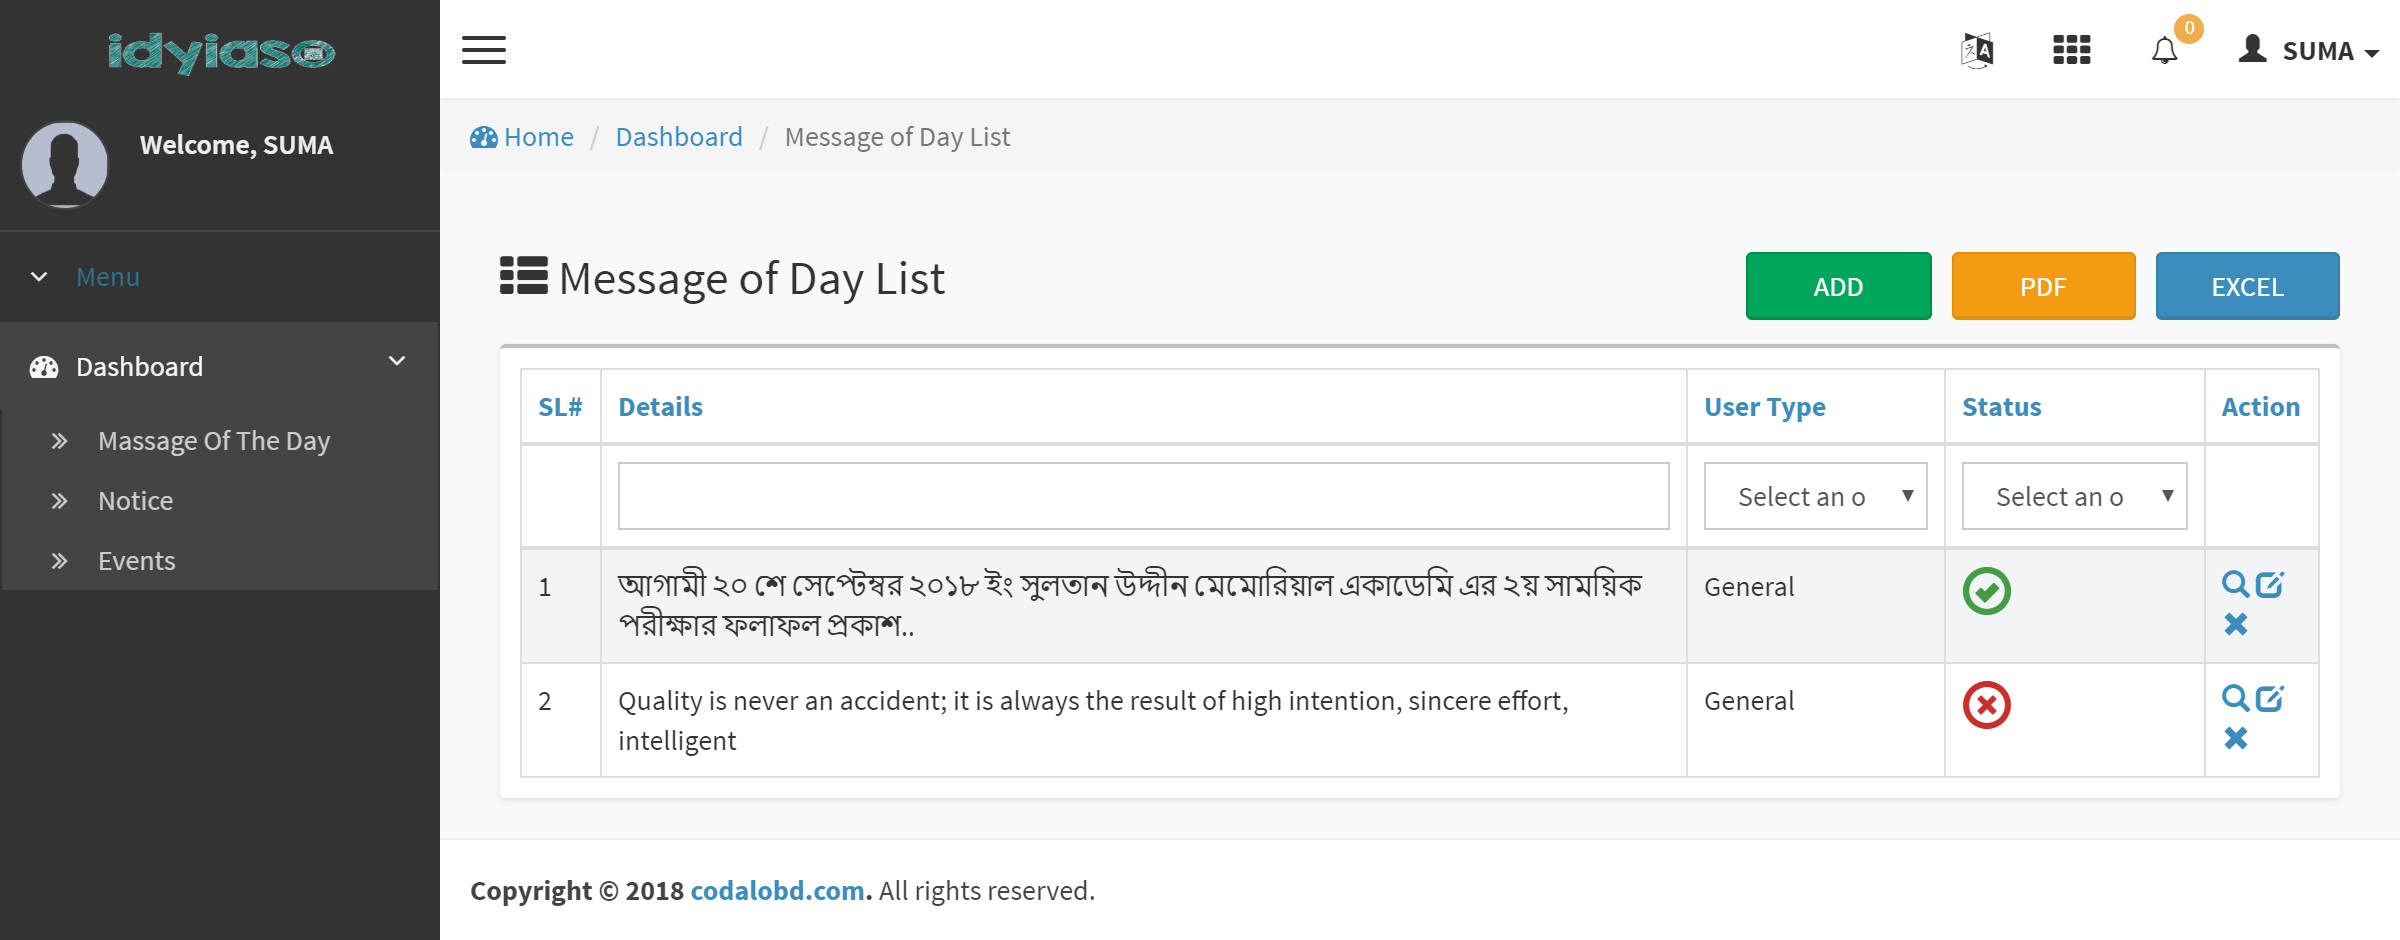 idyiaso
0
SUMA
Welcome, SUMA
Home / Dashboard / Message of Day List
Menu
Message of Day List
ADD
PDF
EXCEL
Dashboard
Massage Of The Day
Notice
Events
SL#
Details
User Type
Status
Action
Select an o
Select an o
1
আগামী ২০ শে সেপ্টেম্বর ২০১৮ ইং সুলতান উদ্দীন মেমোরিয়াল একাডেমি এর ২য় সাময়িক
পরীক্ষার ফলাফল প্রকাশ..
General
2
Quality is never an accident; it is always the result of high intention, sincere effort,
intelligent
General
Copyright © 2018 codalobd.com. All rights reserved.